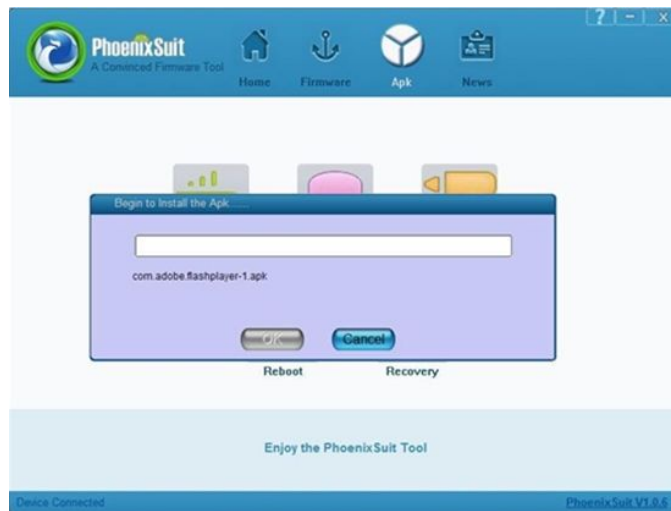 [ ? | - | x
PhoenixSuit
A Convinced Firmware Tool
Home Firmware Apk News
Begin to Install the Apk......
com.adobe.flashplayer-1.apk
OK Cancel
Reboot Recovery
Enjoy the PhoenixSuit Tool
Device Connected PhoenixSuit V1.0.6